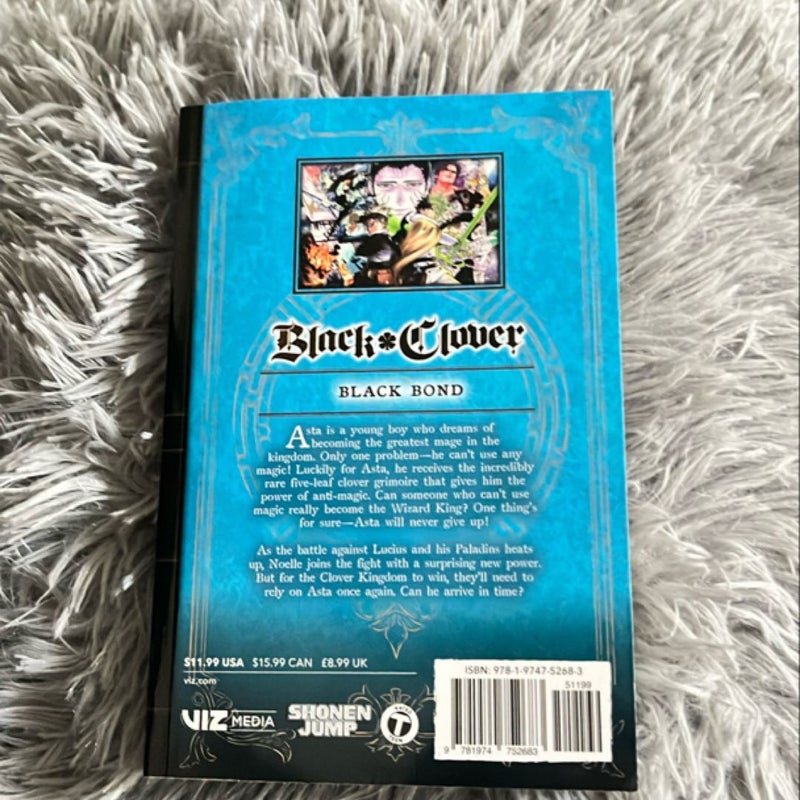 Black Clover
BLACK BOND
Asta is a young boy who dreams of
becoming the greatest mage in the
kingdom. Only one problem—he can't use any
magic! Luckily for Asta, he receives the incredibly
rare five-leaf clover grimoire that gives him the
power of anti-magic. Can someone who can't use
magic really become the Wizard King? One thing's
for sure—Asta will never give up!
As the battle against Lucius and his Paladins heats
up, Noelle joins the fight with a surprising new power.
But for the Clover Kingdom to win, they'll need to
rely on Asta once again. Can he arrive in time?
$11.99 USA $15.99 CAN £8.99 UK
viz.com
VIZ MEDIA
SHONEN
JUMP
T
TEEN
ISBN: 978-1-9747-5268-3
51199
9 781974 752683